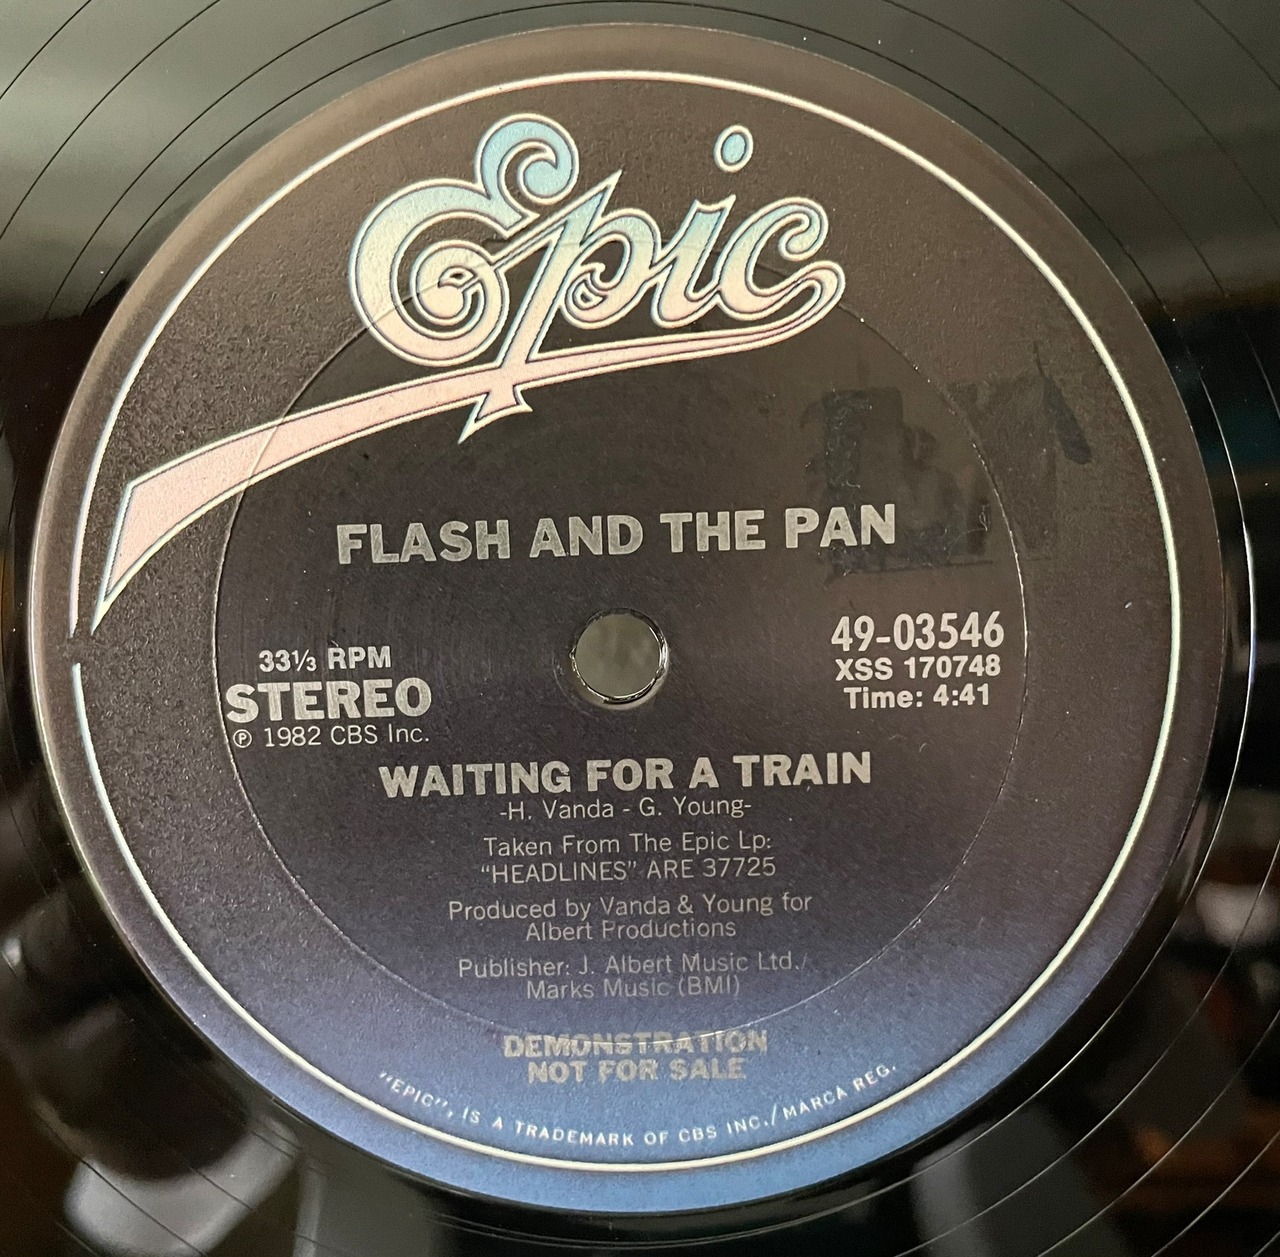 Epic
FLASH AND THE PAN
33⅓ RPM
STEREO
℗ 1982 CBS Inc.
49-03546
XSS 170748
Time: 4:41
WAITING FOR A TRAIN
-H. Vanda - G. Young-
Taken From The Epic Lp:
“HEADLINES” ARE 37725
Produced by Vanda & Young for
Albert Productions
Publisher: J. Albert Music Ltd./
Marks Music (BMI)
DEMONSTRATION
NOT FOR SALE
"EPIC", IS A TRADEMARK OF CBS INC./MARCA REG.